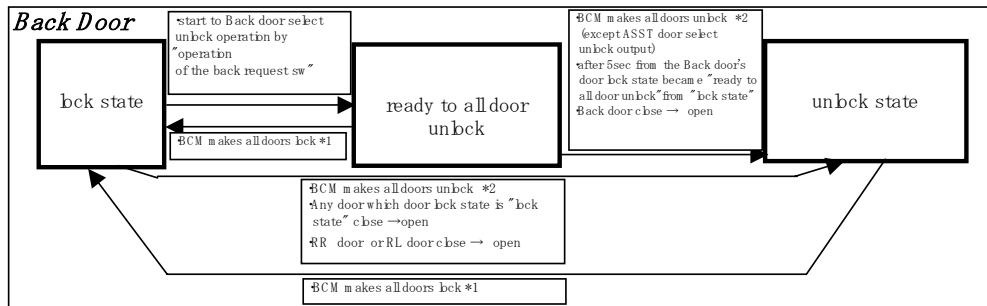 Back Door
·start to Back door select
unlock operation by
"operation
of the back request sw"
·BCM makes all doors unlock *2
(except ASST door select
unlock output)
·after 5sec from the Back door's
door lock state became "ready to
all door unlock" from "lock state"
·Back door close → open
lock state
ready to all door
unlock
unlock state
·BCM makes all doors lock *1
·BCM makes all doors unlock *2
·Any door which door lock state is "lock
state" close →open
·RR door or RL door close → open
·BCM makes all doors lock *1